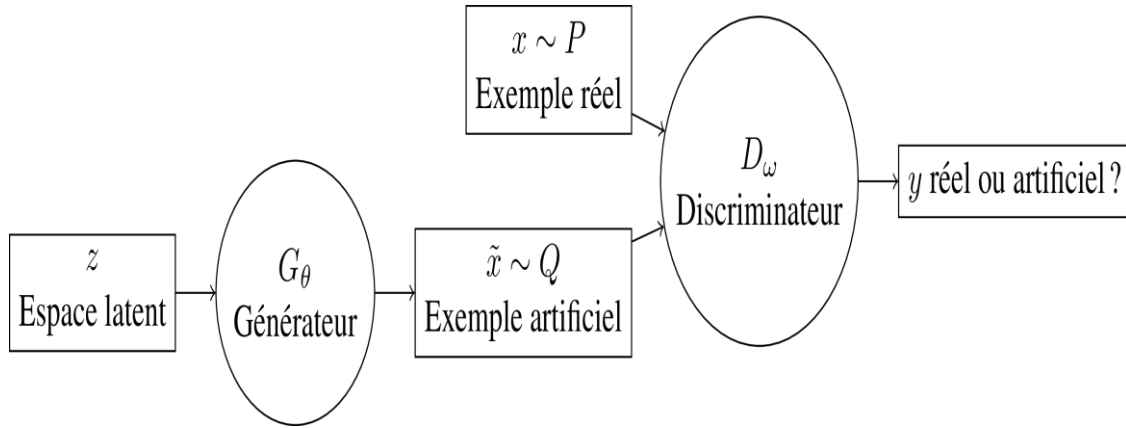 x ∼ P
Exemple réel
D_ω
Discriminateur
y réel ou artificiel ?
z
Espace latent
G_θ
Générateur
x̃ ∼ Q
Exemple artificiel